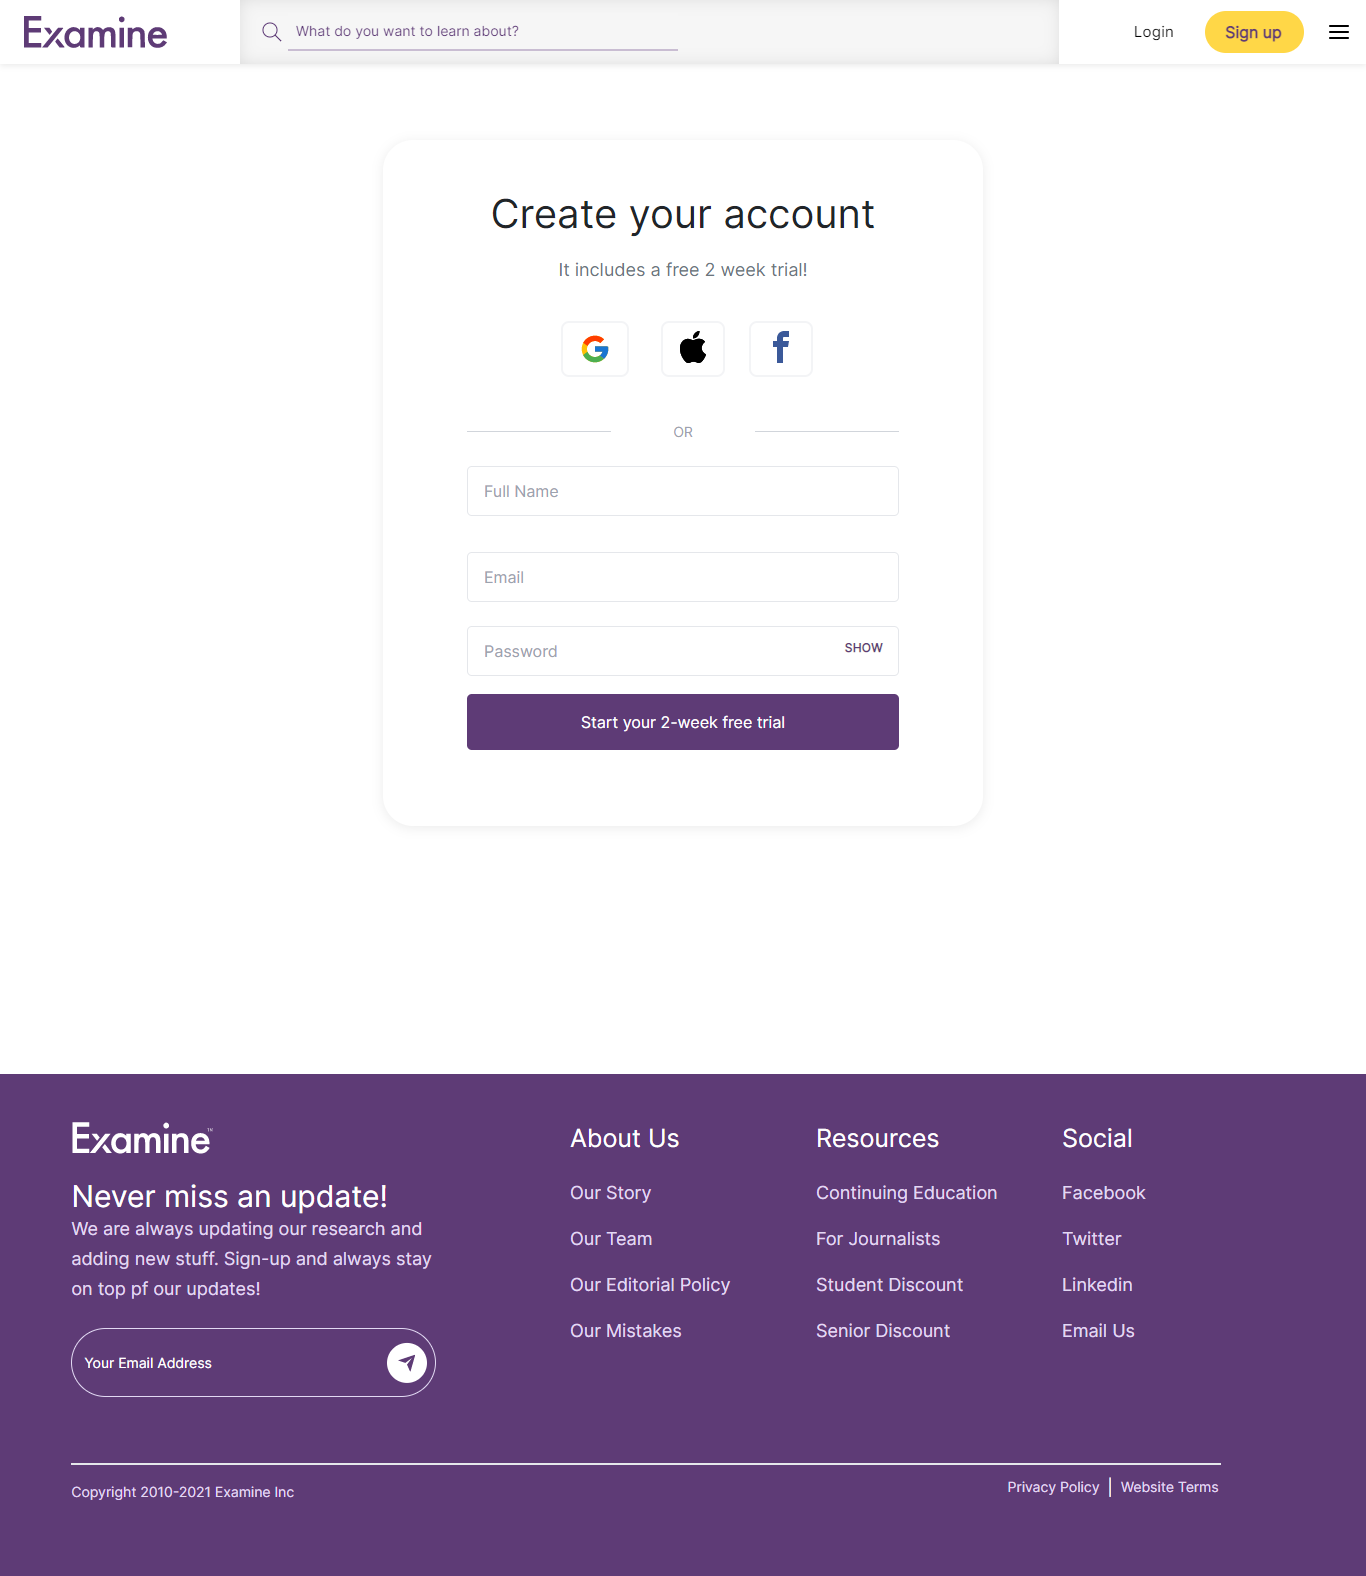 Examine
What do you want to learn about?
Login
Sign up
Create your account
It includes a free 2 week trial!
OR
Full Name
Email
Password
SHOW
Start your 2-week free trial
Examine™
Never miss an update!
We are always updating our research and
adding new stuff. Sign-up and always stay
on top pf our updates!
Your Email Address
About Us
Our Story
Our Team
Our Editorial Policy
Our Mistakes
Resources
Continuing Education
For Journalists
Student Discount
Senior Discount
Social
Facebook
Twitter
Linkedin
Email Us
Copyright 2010-2021 Examine Inc
Privacy Policy | Website Terms